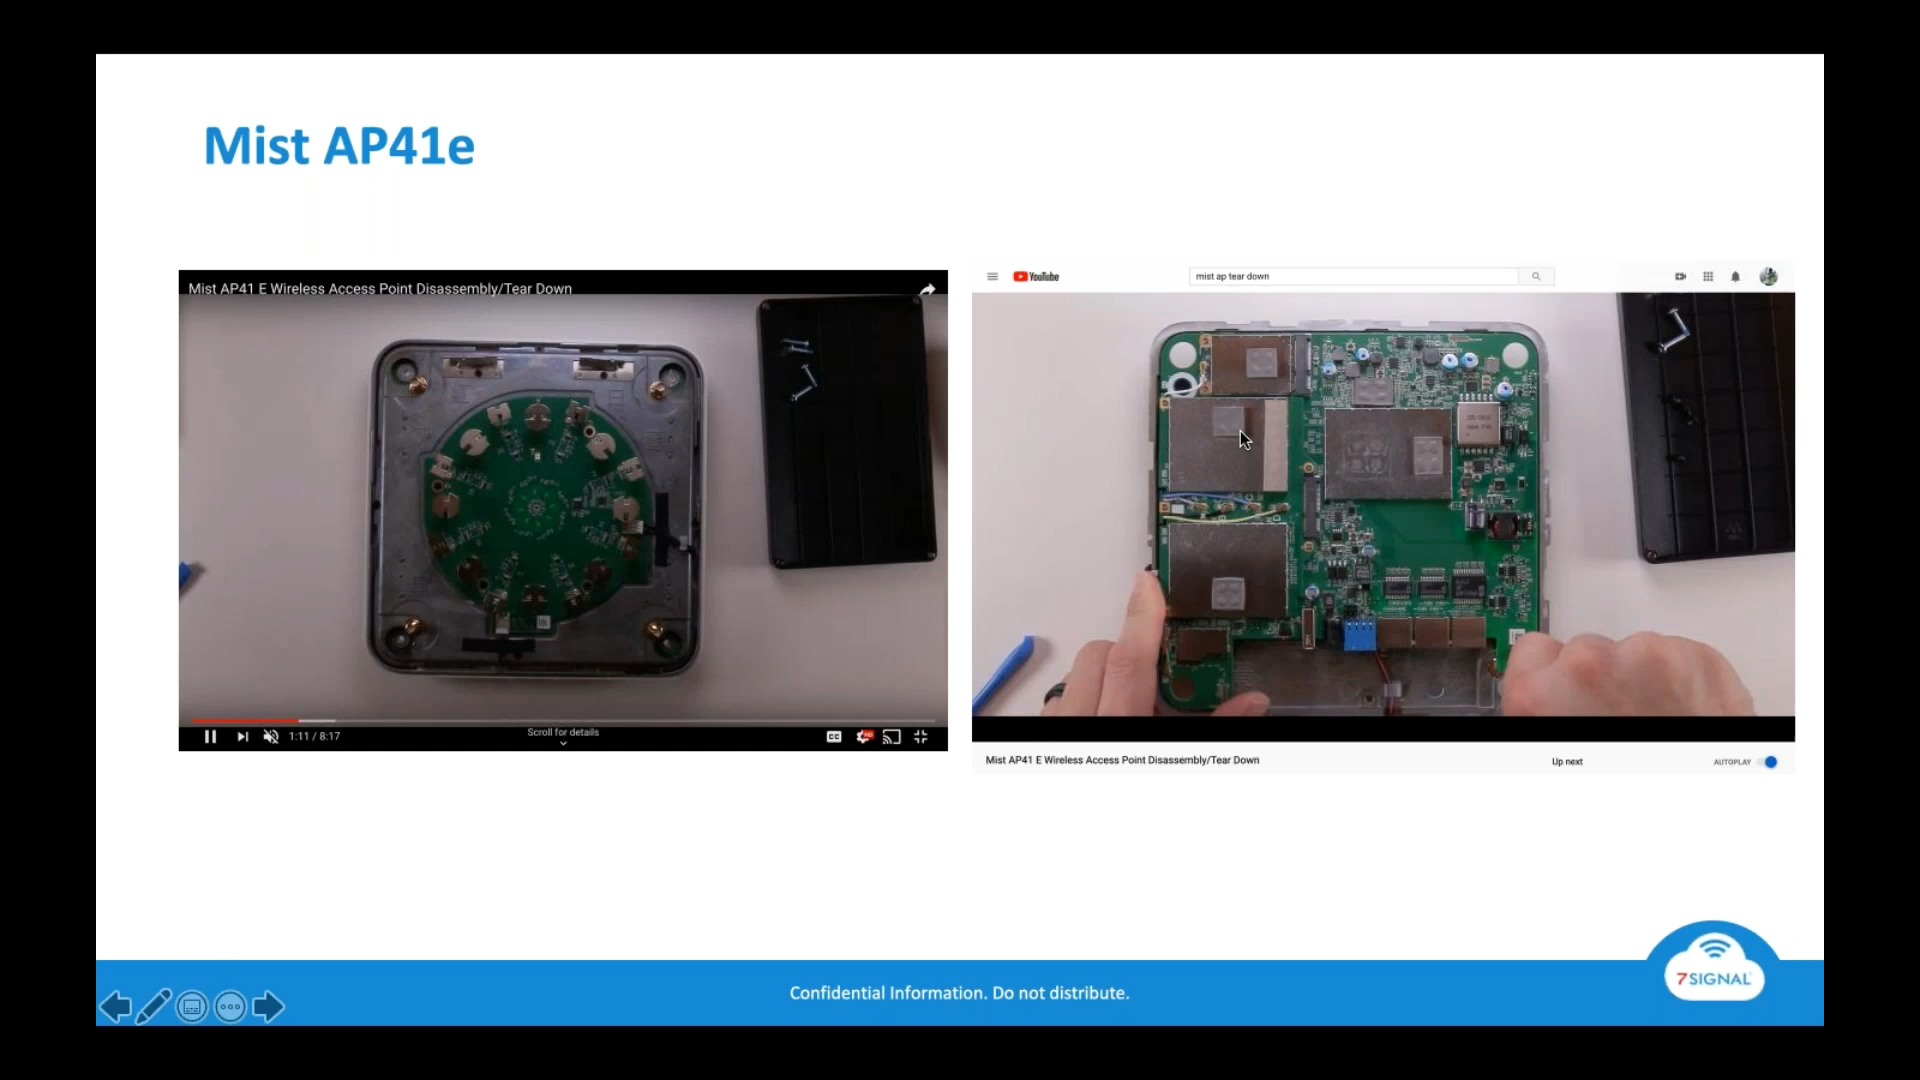 Mist AP41e
Mist AP41 E Wireless Access Point Disassembly/Tear Down
1:11 / 8:17
Scroll for details
CC
HD
YouTube
mist ap tear down
Mist AP41 E Wireless Access Point Disassembly/Tear Down
Up next
AUTOPLAY
Confidential Information. Do not distribute.
7SIGNAL